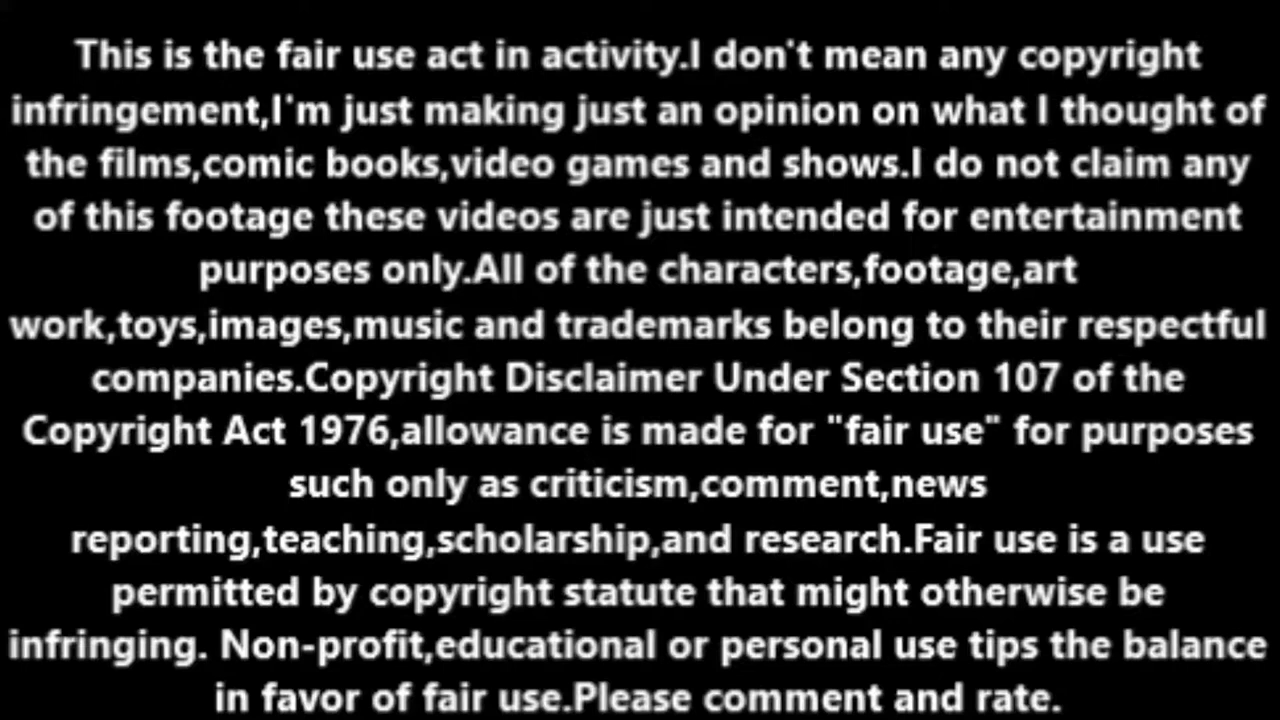 This is the fair use act in activity.I don't mean any copyright
infringement,I'm just making just an opinion on what I thought of
the films,comic books,video games and shows.I do not claim any
of this footage these videos are just intended for entertainment
purposes only.All of the characters,footage,art
work,toys,images,music and trademarks belong to their respectful
companies.Copyright Disclaimer Under Section 107 of the
Copyright Act 1976,allowance is made for "fair use" for purposes
such only as criticism,comment,news
reporting,teaching,scholarship,and research.Fair use is a use
permitted by copyright statute that might otherwise be
infringing. Non-profit,educational or personal use tips the balance
in favor of fair use.Please comment and rate.